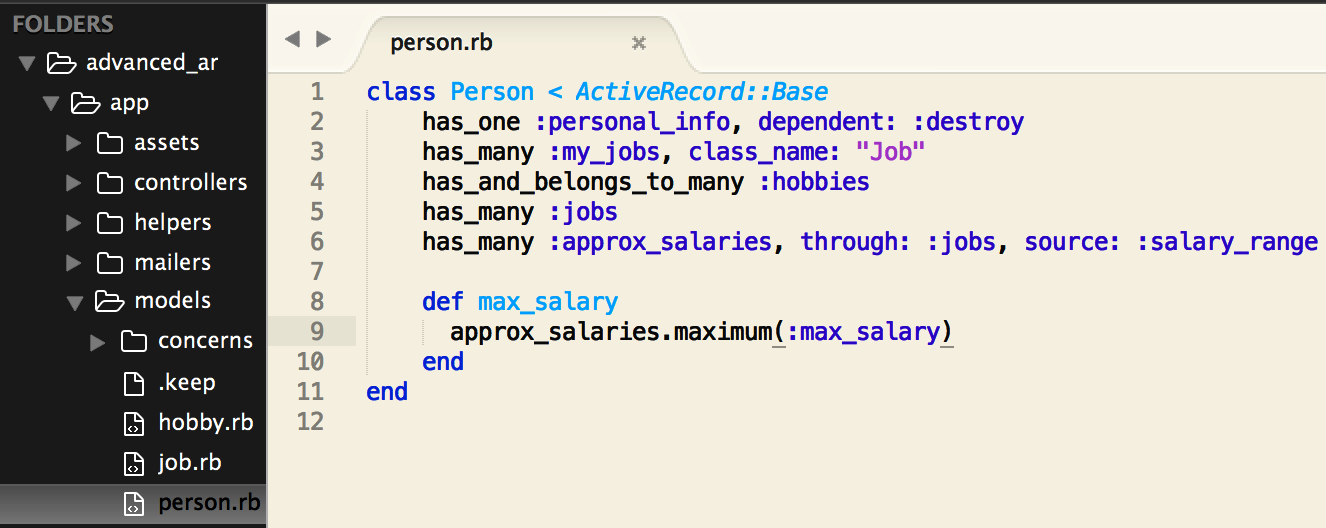 FOLDERS
advanced_ar
app
assets
controllers
helpers
mailers
models
concerns
.keep
hobby.rb
job.rb
person.rb
person.rb
1 class Person < ActiveRecord::Base
2     has_one :personal_info, dependent: :destroy
3     has_many :my_jobs, class_name: "Job"
4     has_and_belongs_to_many :hobbies
5     has_many :jobs
6     has_many :approx_salaries, through: :jobs, source: :salary_range
7
8     def max_salary
9       approx_salaries.maximum(:max_salary)
10     end
11 end
12